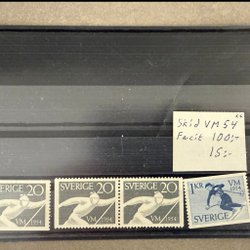 Skid VM 54
Facit 100:-
15:-
SVERIGE 20
VM 1954
SVERIGE 20
VM 1954
SVERIGE 20
VM 1954
1 KR
SVERIGE